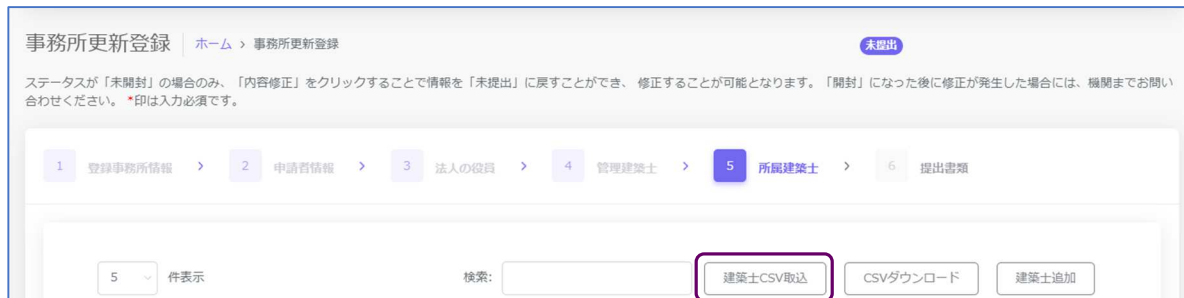 事務所更新登録 ホーム > 事務所更新登録 未提出
ステータスが「未開封」の場合のみ、「内容修正」をクリックすることで情報を「未提出」に戻すことができ、 修正することが可能となります。「開封」になった後に修正が発生した場合には、機関までお問い
合わせください。 *印は入力必須です。
1 登録事務所情報 > 2 申請者情報 > 3 法人の役員 > 4 管理建築士 > 5 所属建築士 > 6 提出書類
5 件表示 検索: 建築士CSV取込 CSVダウンロード 建築士追加